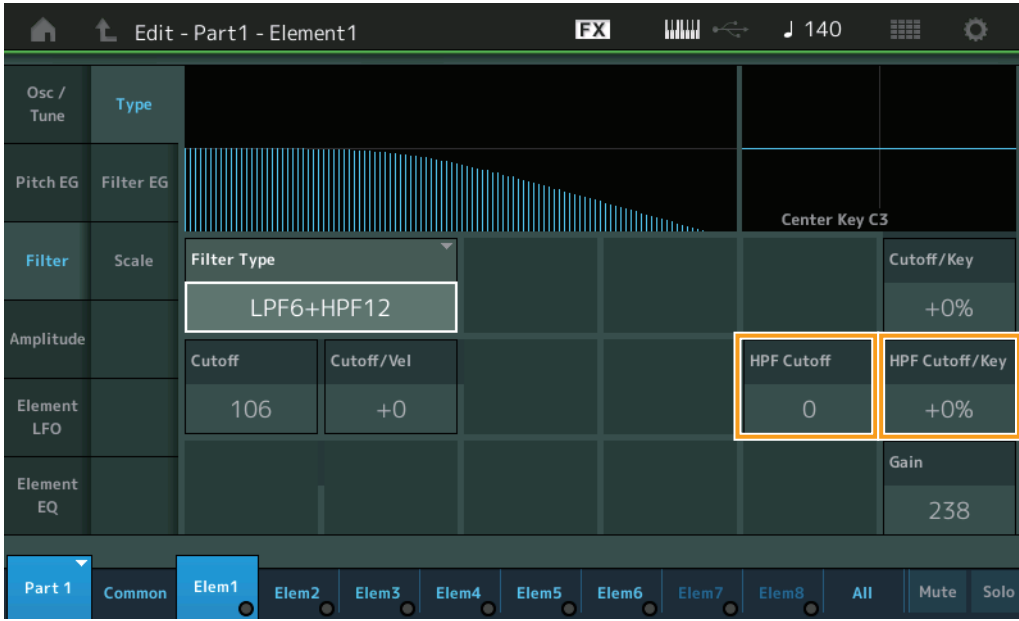 Edit - Part1 - Element1 FX ♩ 140
Osc /
Tune
Type
Pitch EG
Filter EG
Center Key C3
Filter
Scale
Filter Type
Cutoff/Key
LPF6+HPF12
+0%
Amplitude
Cutoff
Cutoff/Vel
HPF Cutoff
HPF Cutoff/Key
106
+0
0
+0%
Element
LFO
Gain
Element
EQ
238
Part 1
Common
Elem1
Elem2
Elem3
Elem4
Elem5
Elem6
Elem7
Elem8
All
Mute
Solo